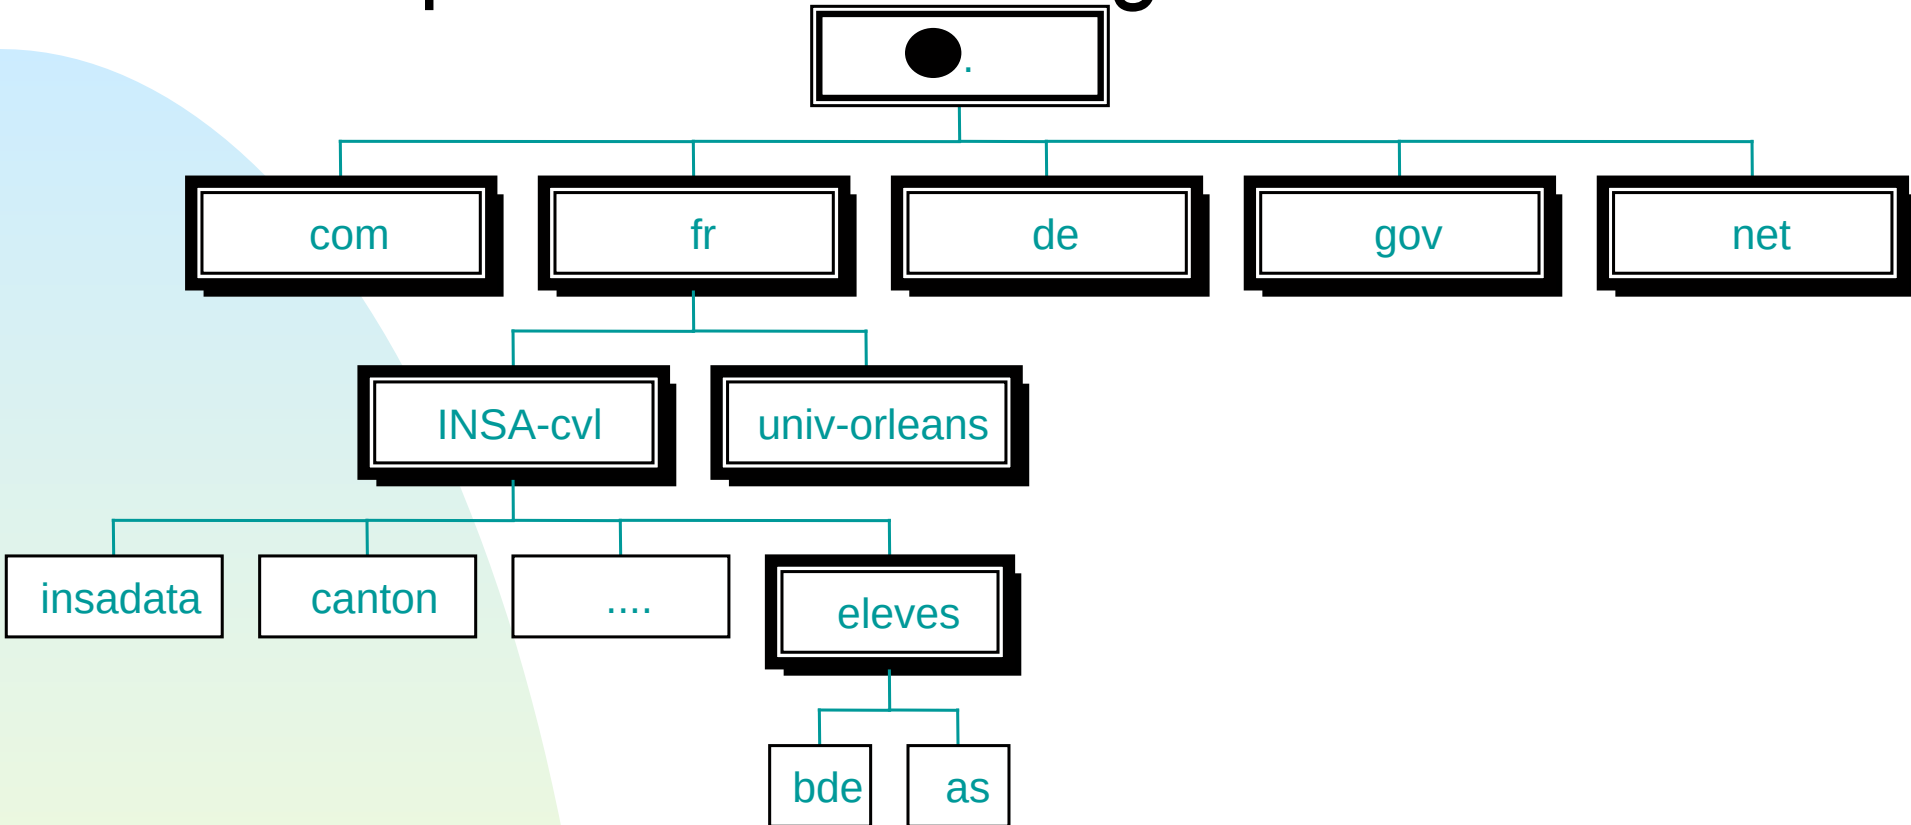 .
com fr de gov net
INSA-cvl univ-orleans
insadata canton .... eleves
bde as